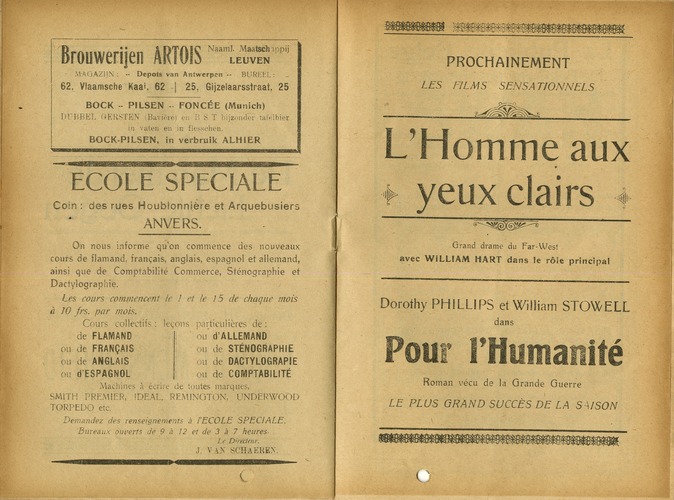 Brouwerijen ARTOIS Naaml. Maatschappij
LEUVEN
MAGAZIJN : -- Depots van Antwerpen -- BUREEL :
62, Vlaamsche Kaai, 62 -|- 25, Gijzelaarsstraat, 25
BOCK -- PILSEN -- FONCÉE (Munich)
DUBBEL GERSTEN (Bavière) en B S T bijzonder tafelbier
in vaten en in flesschen.
BOCK-PILSEN, in verbruik ALHIER
ECOLE SPECIALE
Coin : des rues Houblonnière et Arquebusiers
ANVERS.
On nous informe qu'on commence des nouveaux
cours de flamand, français, anglais, espagnol et allemand,
ainsi que de Comptabilité Commerce, Sténographie et
Dactylographie.
Les cours commencent le 1 et le 15 de chaque mois
à 10 frs. par mois.
Cours collectifs : leçons particulières de :
de FLAMAND ou d'ALLEMAND
ou de FRANÇAIS ou de STÉNOGRAPHIE
ou de ANGLAIS ou de DACTYLOGRAPIE
ou d'ESPAGNOL ou de COMPTABILITÉ
Machines à écrire de toutes marques.
SMITH PREMIER, IDEAL, REMINGTON, UNDERWOOD
TORPEDO etc.
Demandez des renseignements à l'ECOLE SPECIALE.
Bureaux ouverts de 9 à 12 et de 3 à 7 heures.
Le Directeur,
J. VAN SCHAEREN.
PROCHAINEMENT
LES FILMS SENSATIONNELS
L'Homme aux
yeux clairs
Grand drame du Far-West
avec WILLIAM HART dans le rôle principal
Dorothy PHILLIPS et William STOWELL
dans
Pour l'Humanité
Roman vécu de la Grande Guerre
LE PLUS GRAND SUCCÈS DE LA SAISON